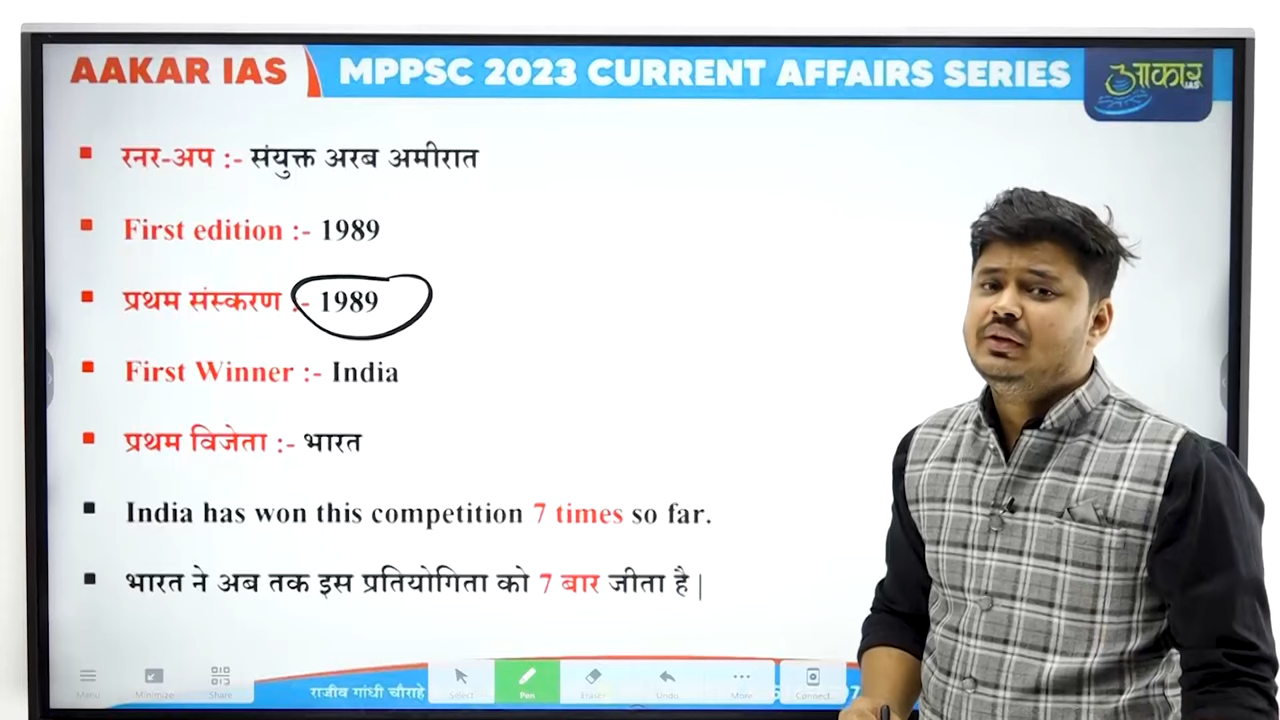 AAKAR IAS
MPPSC 2023 CURRENT AFFAIRS SERIES
आकार
IAS
रनर-अप :- संयुक्त अरब अमीरात
First edition :- 1989
प्रथम संस्करण :- 1989
First Winner :- India
प्रथम विजेता :- भारत
India has won this competition 7 times so far.
भारत ने अब तक इस प्रतियोगिता को 7 बार जीता है |
Menu
Minimize
Share
Select
Pen
Eraser
Undo
More
Connect
राजीव गांधी चौराहे